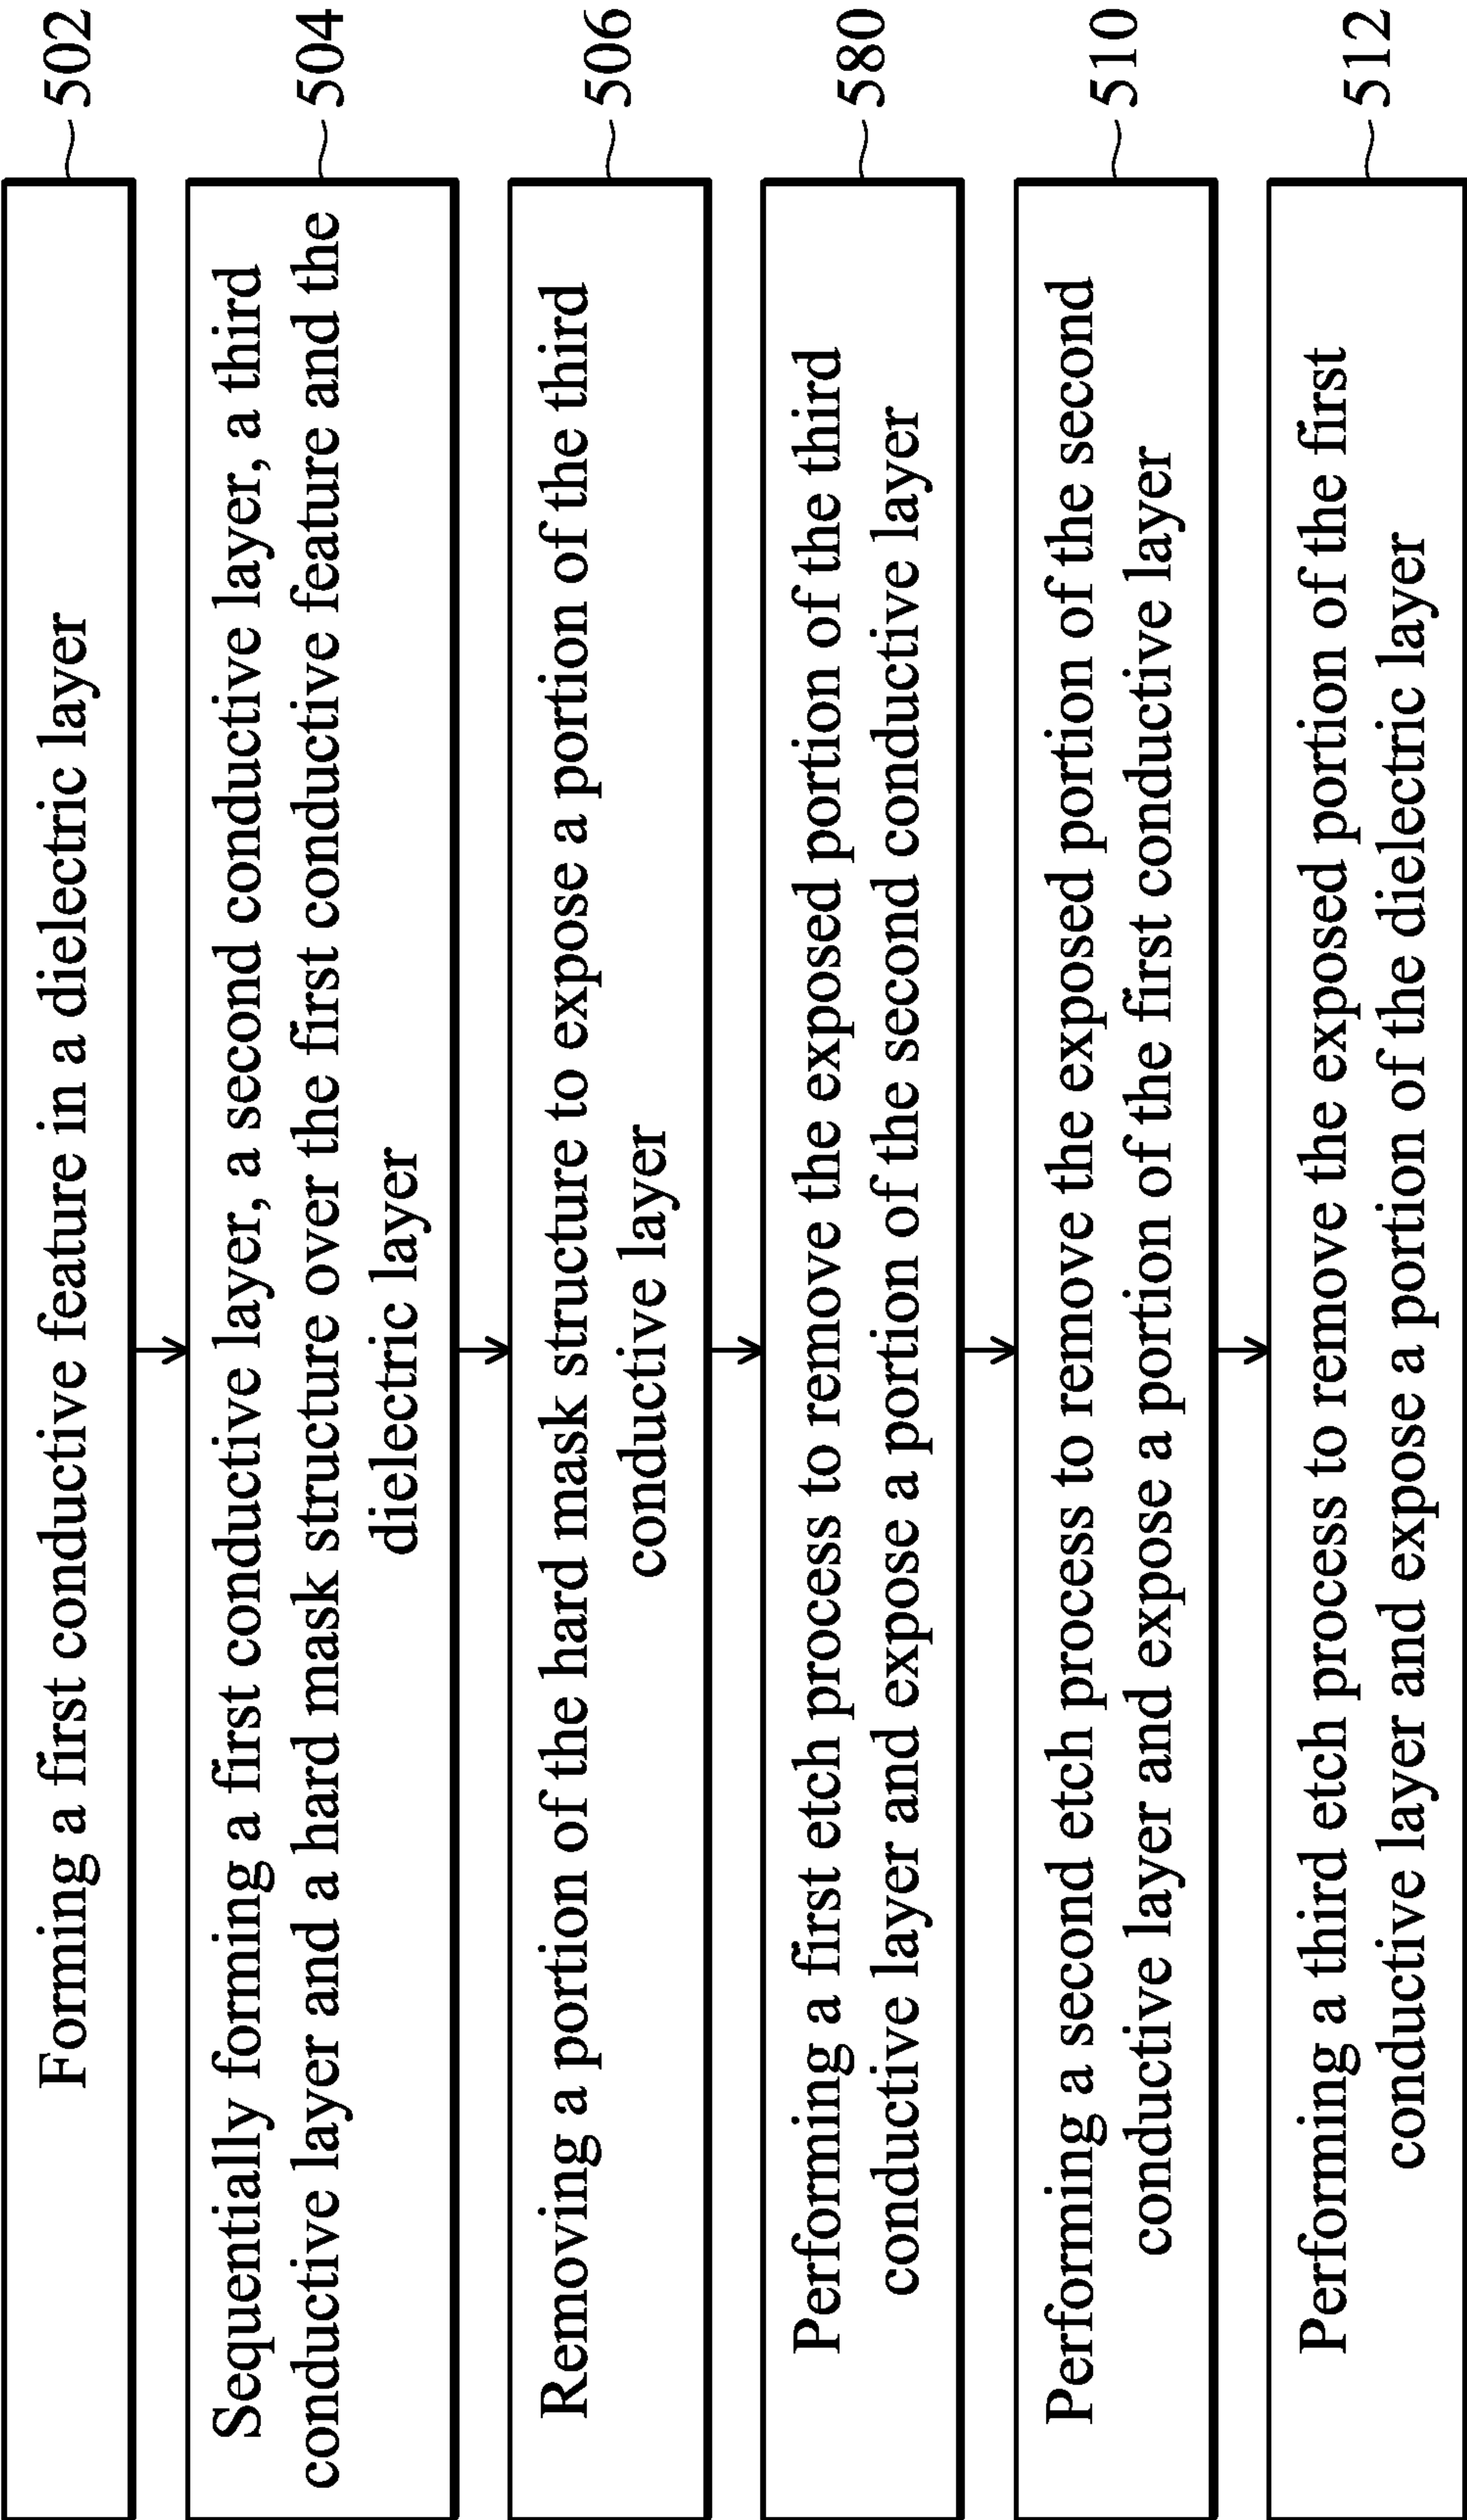 Forming a first conductive feature in a dielectric layer
502
Sequentially forming a first conductive layer, a second conductive layer, a third
conductive layer and a hard mask structure over the first conductive feature and the
dielectric layer
504
Removing a portion of the hard mask structure to expose a portion of the third
conductive layer
506
Performing a first etch process to remove the exposed portion of the third
conductive layer and expose a portion of the second conductive layer
580
Performing a second etch process to remove the exposed portion of the second
conductive layer and expose a portion of the first conductive layer
510
Performing a third etch process to remove the exposed portion of the first
conductive layer and expose a portion of the dielectric layer
512